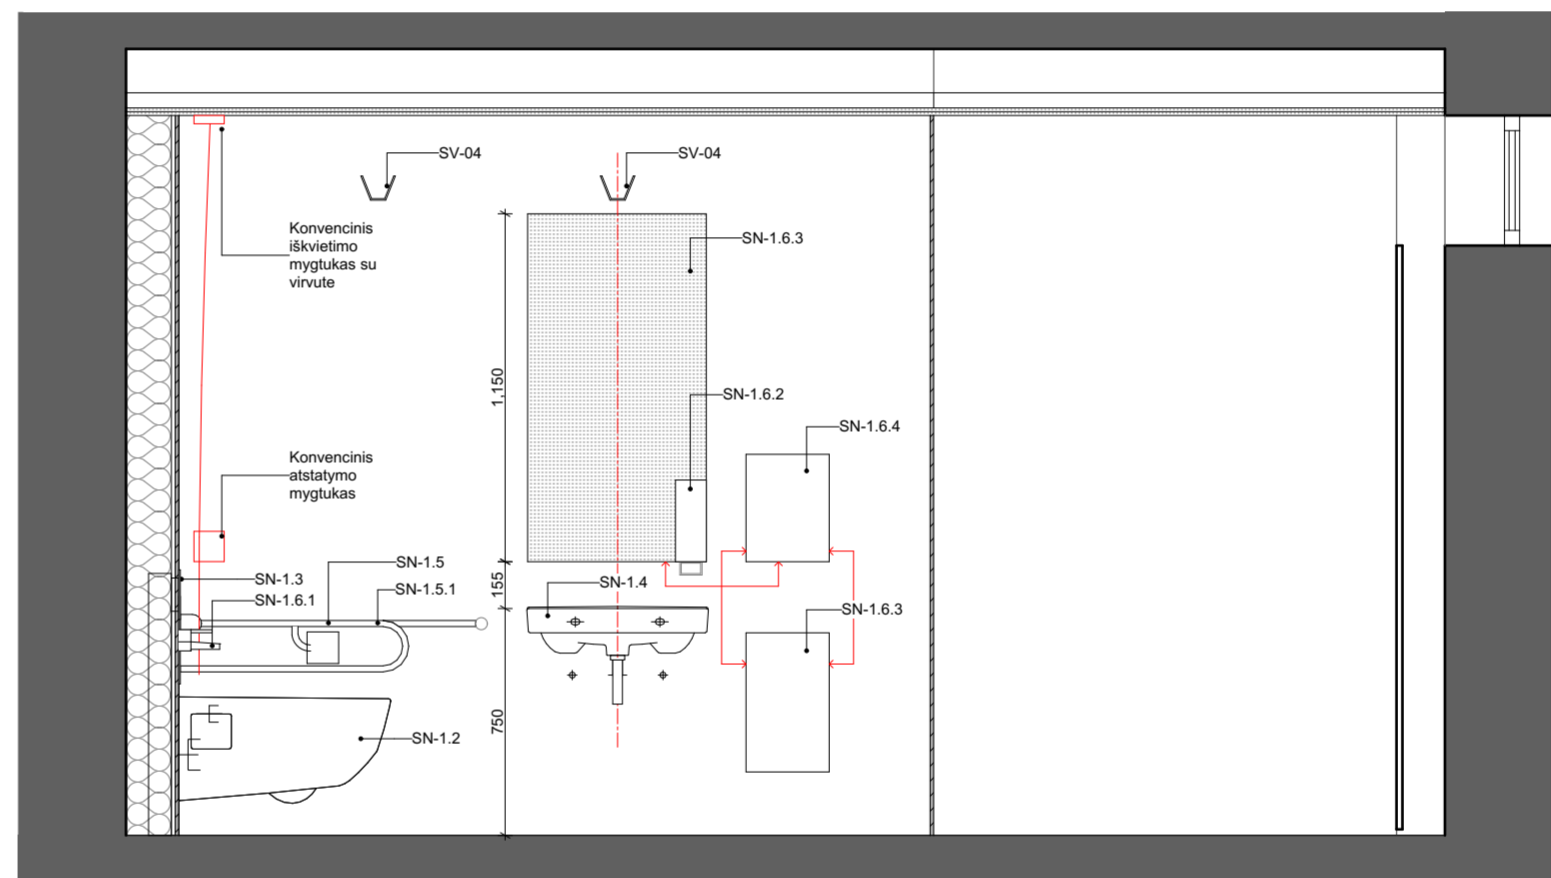 SV-04
SV-04
Konvencinis
iškvietimo
mygtukas su
virvute
SN-1.6.3
1,150
SN-1.6.2
SN-1.6.4
Konvencinis
atstatymo
mygtukas
SN-1.5
SN-1.3
SN-1.5.1
SN-1.6.1
155
SN-1.4
SN-1.6.3
750
SN-1.2